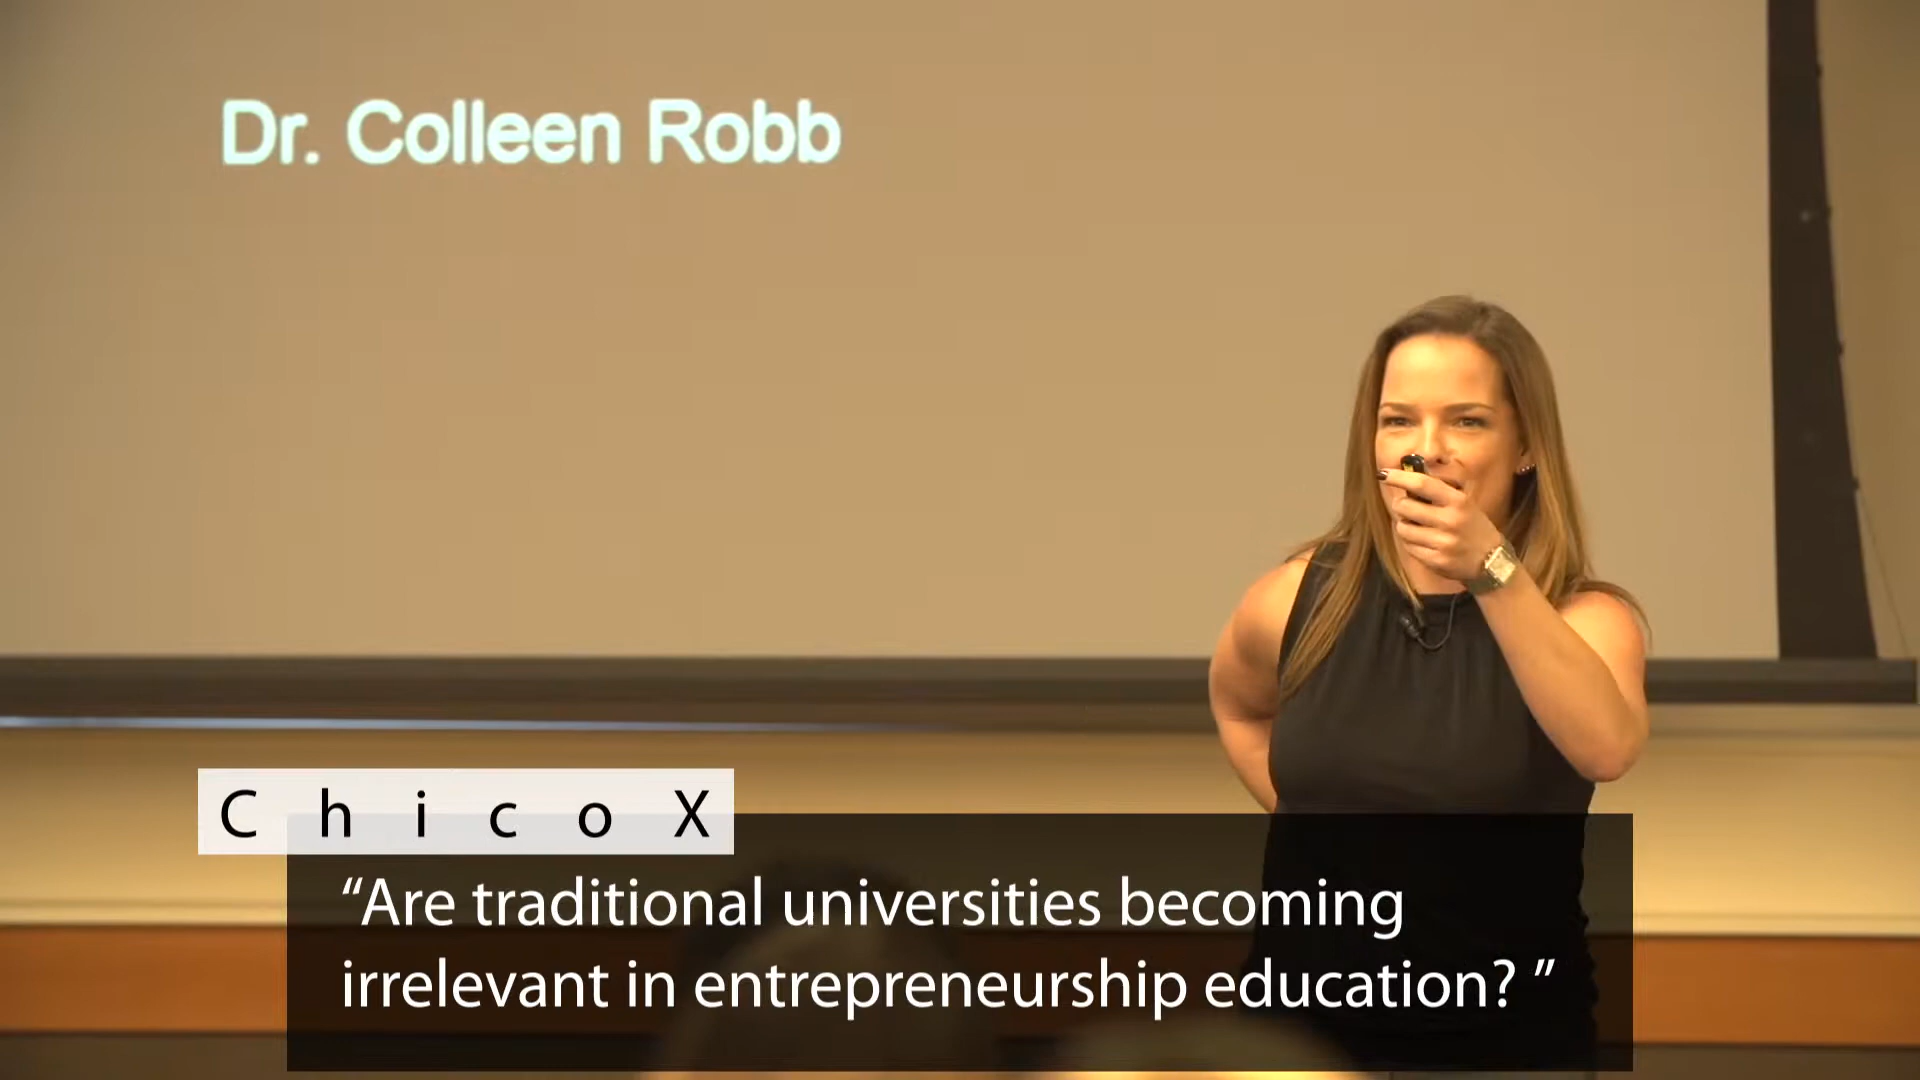 Dr. Colleen Robb
C h i c o X
“Are traditional universities becoming
irrelevant in entrepreneurship education? ”